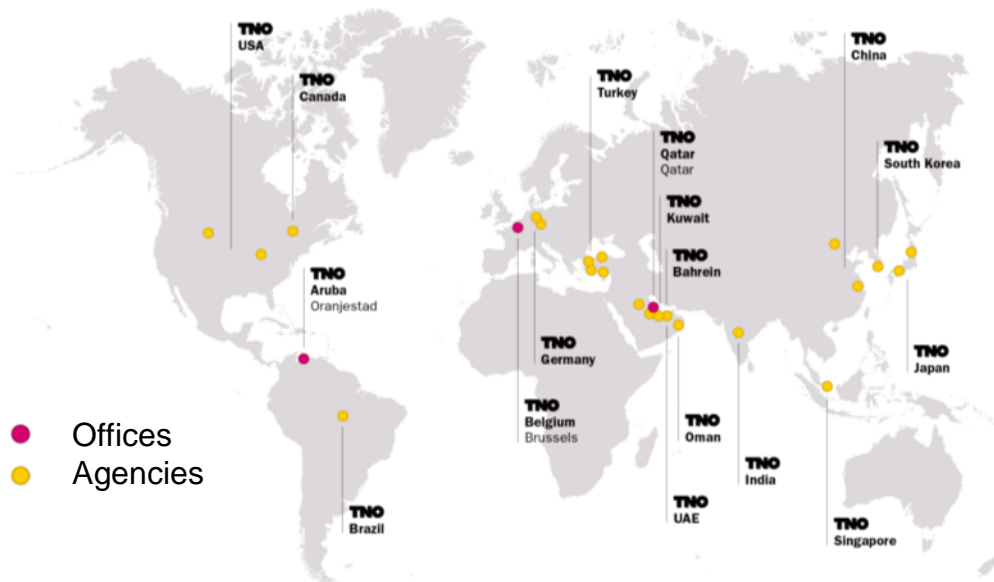 TNO
USA
TNO
Canada
TNO
China
TNO
Turkey
TNO
Qatar
Qatar
TNO
South Korea
TNO
Kuwait
TNO
Bahrein
TNO
Aruba
Oranjestad
TNO
Germany
TNO
Japan
TNO
Belgium
Brussels
TNO
Oman
Offices
Agencies
TNO
India
TNO
UAE
TNO
Brazil
TNO
Singapore